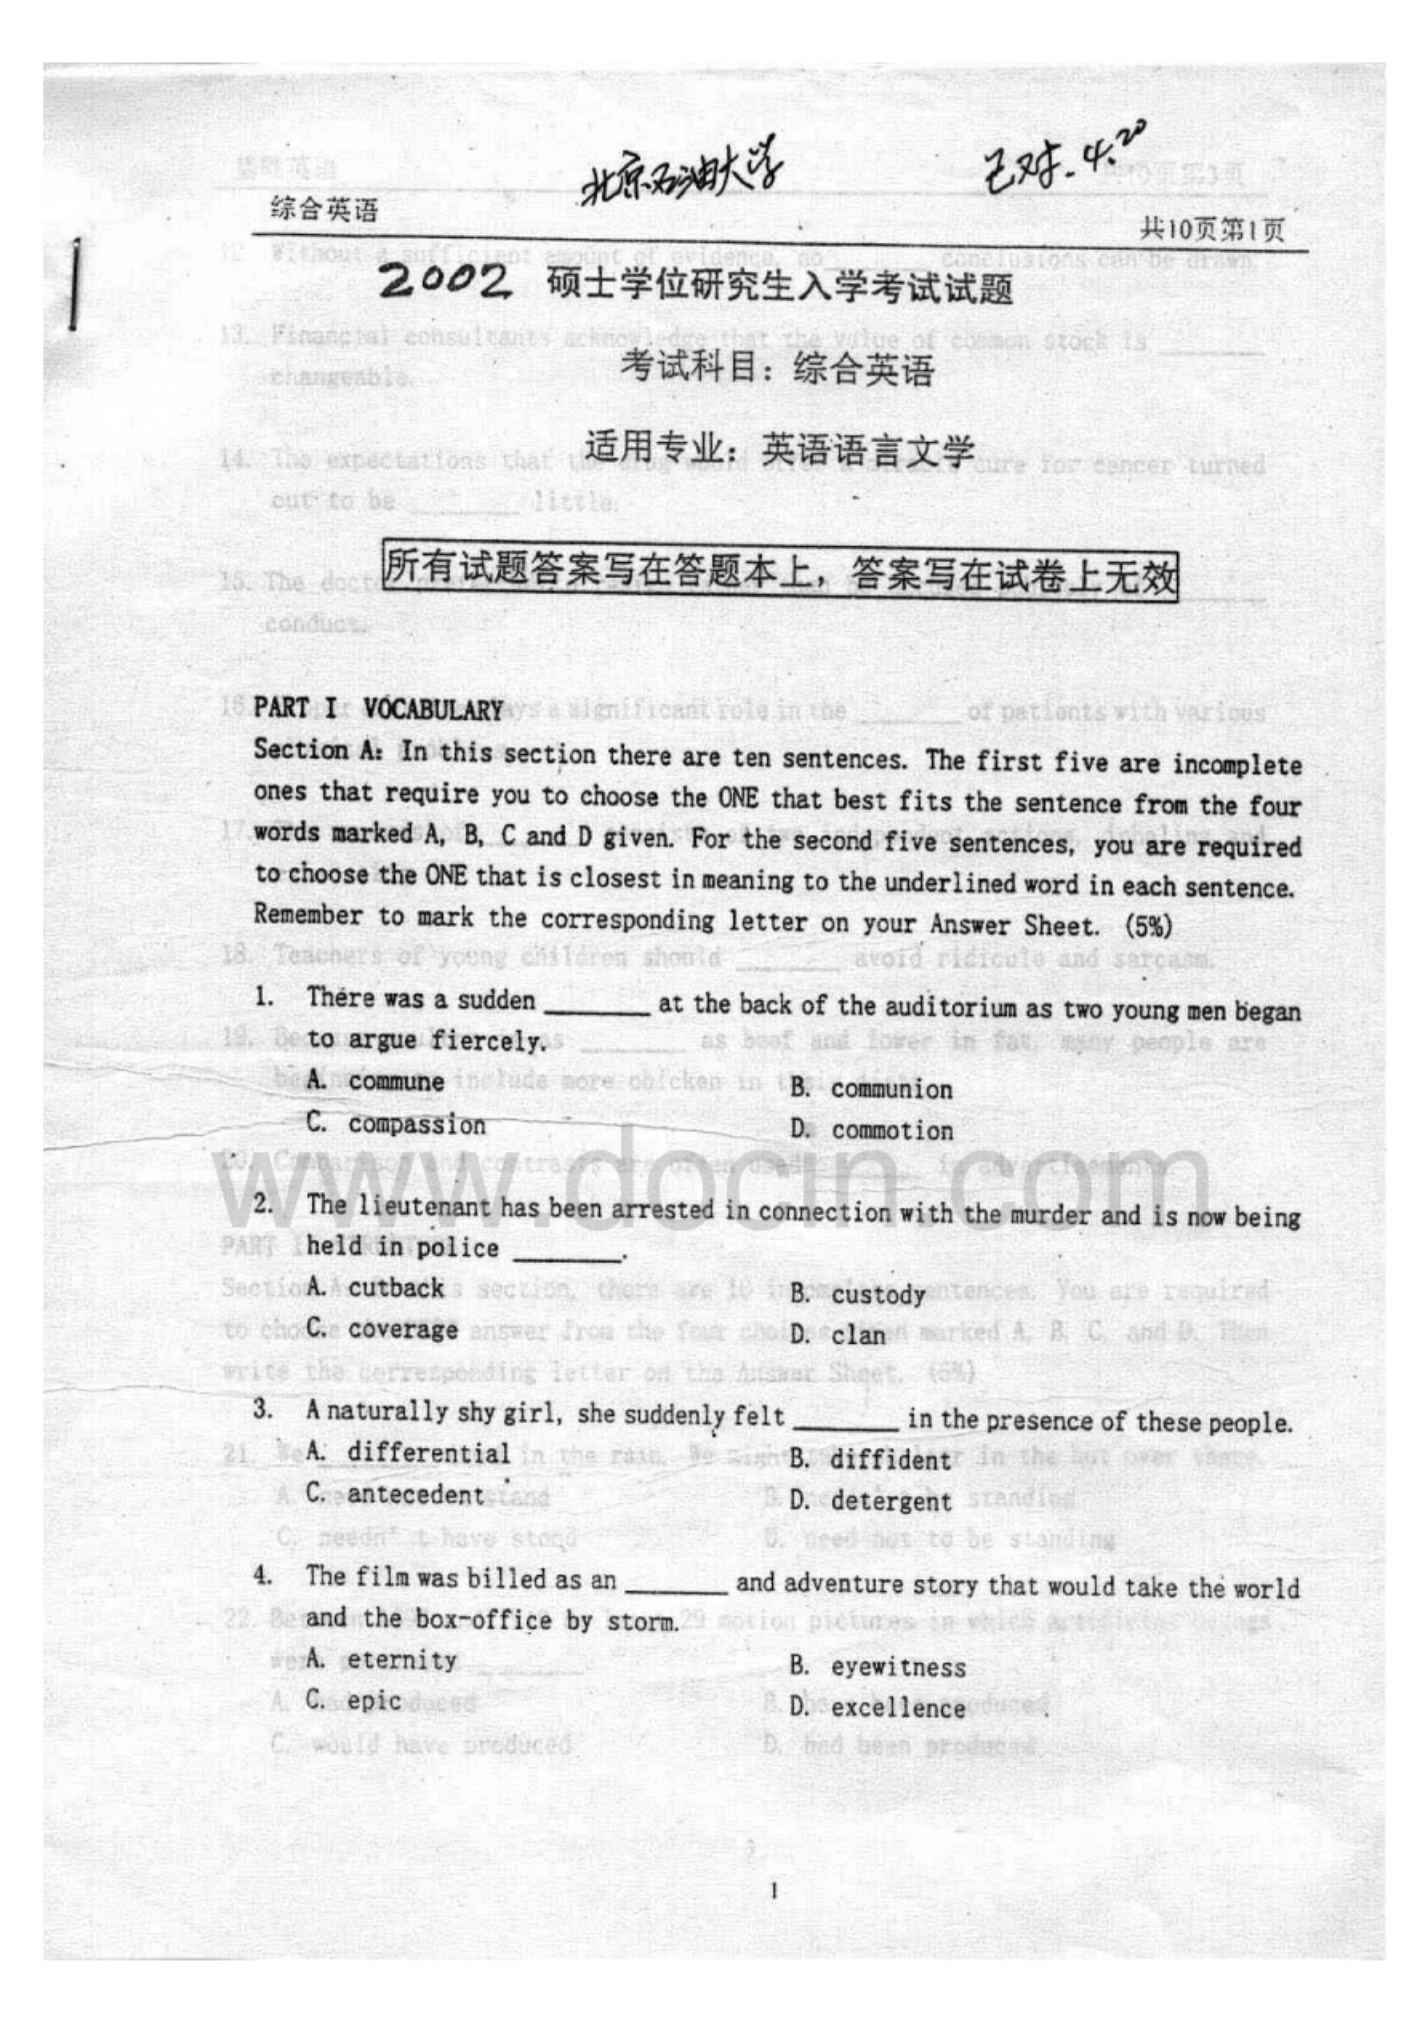 北京石油大学 已对. 4.20
综合英语 共10页第1页
2002 硕士学位研究生入学考试试题
考试科目：综合英语
适用专业：英语语言文学
所有试题答案写在答题本上，答案写在试卷上无效
PART I VOCABULARY
Section A: In this section there are ten sentences. The first five are incomplete
ones that require you to choose the ONE that best fits the sentence from the four
words marked A, B, C and D given. For the second five sentences, you are required
to choose the ONE that is closest in meaning to the underlined word in each sentence.
Remember to mark the corresponding letter on your Answer Sheet. (5%)
1. There was a sudden ________ at the back of the auditorium as two young men began
to argue fiercely.
A. commune B. communion
C. compassion D. commotion
www.docin.com
2. The lieutenant has been arrested in connection with the murder and is now being
held in police ________.
A. cutback B. custody
C. coverage D. clan
3. A naturally shy girl, she suddenly felt ________ in the presence of these people.
A. differential B. diffident
C. antecedent D. detergent
4. The film was billed as an ________ and adventure story that would take the world
and the box-office by storm.
A. eternity B. eyewitness
C. epic D. excellence
1